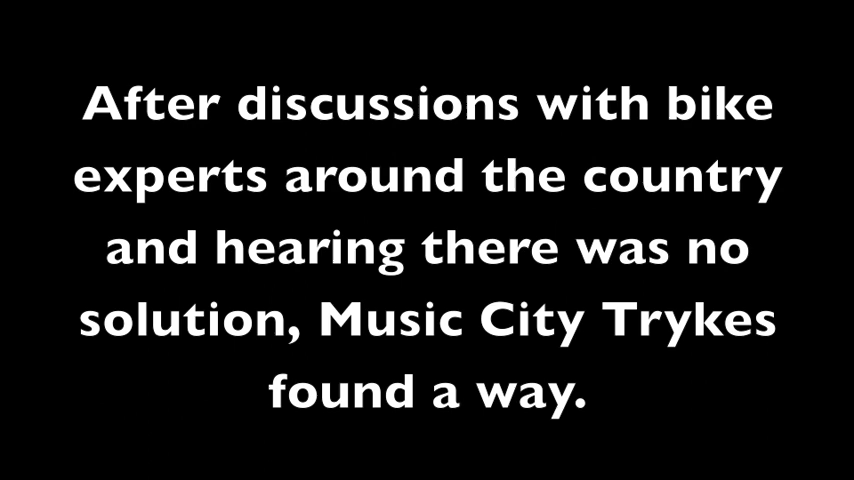 After discussions with bike
experts around the country
and hearing there was no
solution, Music City Trykes
found a way.